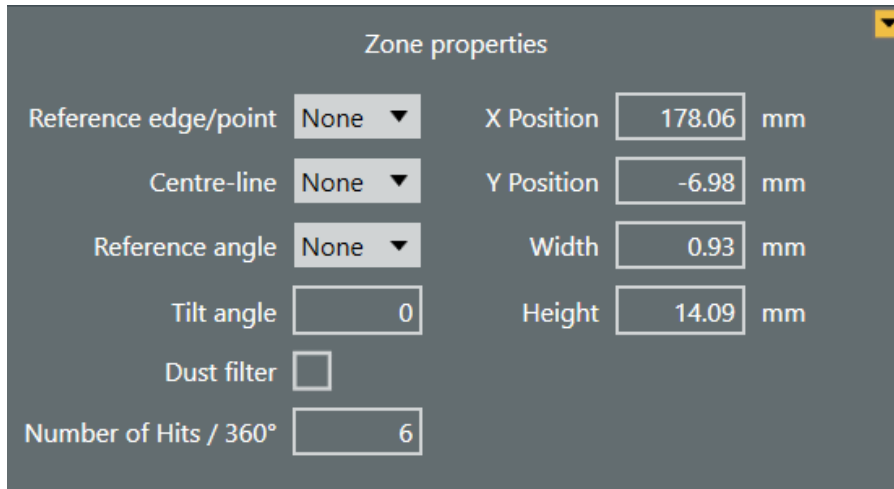 Zone properties
Reference edge/point None X Position 178.06 mm
Centre-line None Y Position -6.98 mm
Reference angle None Width 0.93 mm
Tilt angle 0 Height 14.09 mm
Dust filter
Number of Hits / 360° 6